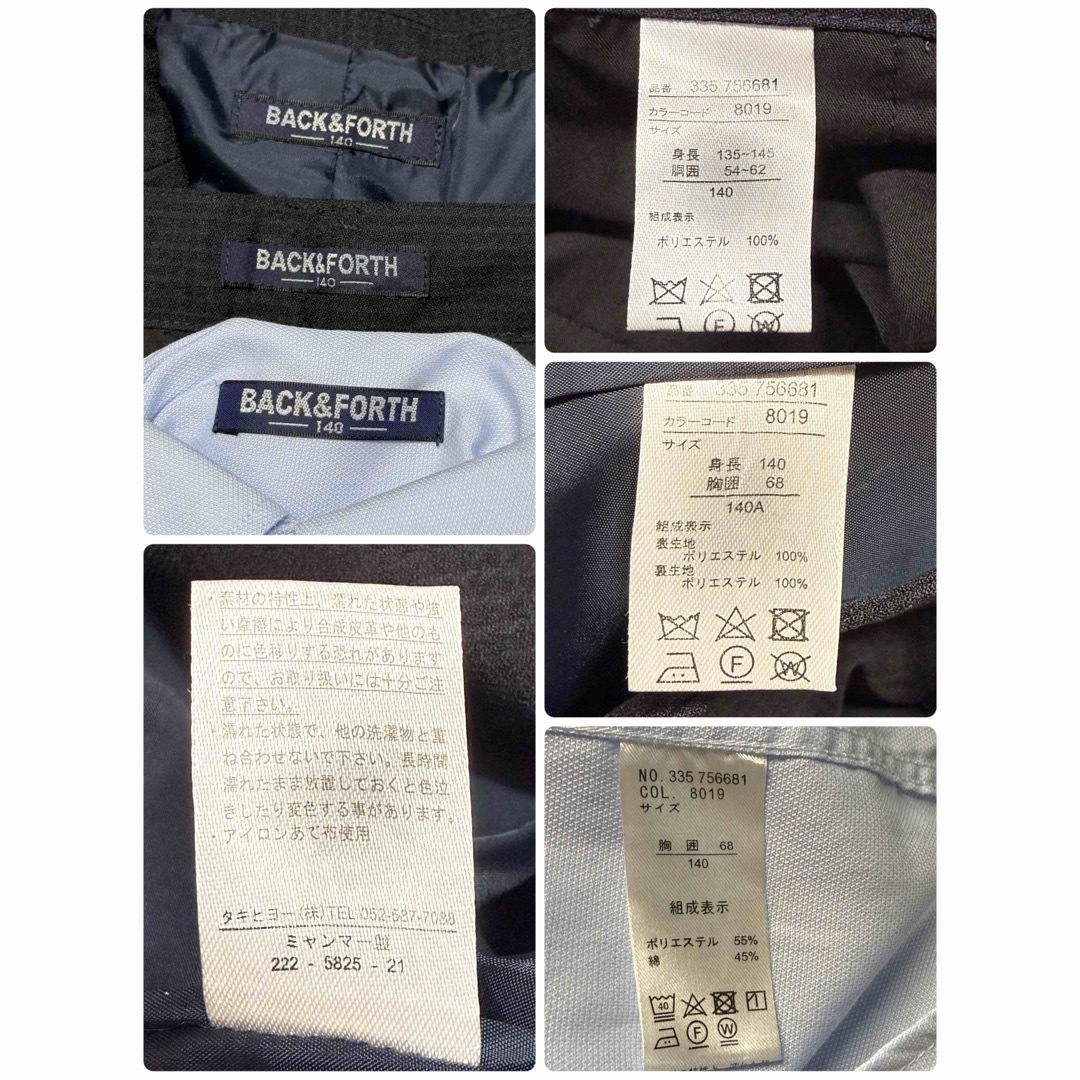 BACK&FORTH
140
BACK&FORTH
140
BACK&FORTH
140
品番 335 756681
カラーコード 8019
サイズ
身長 135~145
胴囲 54~62
140
組成表示
ポリエステル 100%
品番 335 756681
カラーコード 8019
サイズ
身長 140
胸囲 68
140A
組成表示
表生地
ポリエステル 100%
裏生地
ポリエステル 100%
F
W
・素材の特性上、濡れた状態や強
い摩擦により合成皮革や他のも
のに色移りする恐れがあります
ので、お取り扱いには十分ご注
意下さい。
・濡れた状態で、他の洗濯物と重
ね合わせないで下さい。長時間
濡れたまま放置しておくと色泣
きしたり変色する事があります。
・アイロンあて布使用
タキヒヨー(株)TEL 052-587-7088
ミャンマー製
222 - 5825 - 21
NO. 335 756681
COL. 8019
サイズ
胸囲 68
140
組成表示
ポリエステル 55%
綿 45%
40
F
W